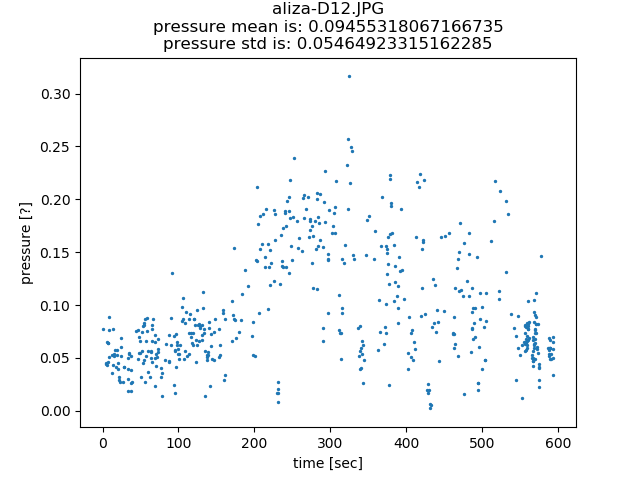 aliza-D12.JPG
pressure mean is: 0.09455318067166735
pressure std is: 0.05464923315162285
0.30
0.25
0.20
0.15
0.10
0.05
0.00
pressure [?]
0 100 200 300 400 500 600
time [sec]